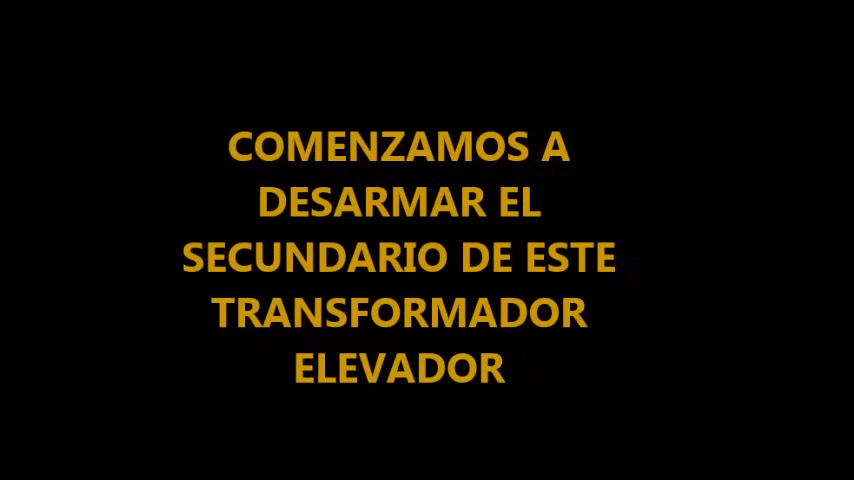 COMENZAMOS A
DESARMAR EL
SECUNDARIO DE ESTE
TRANSFORMADOR
ELEVADOR